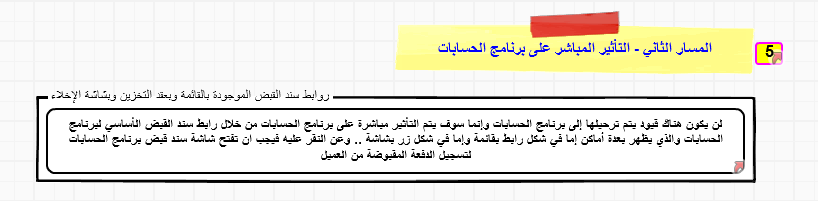 5
المسار الثاني - التأثير المباشر على برنامج الحسابات
روابط سند القبض الموجودة بالقائمة وبعقد التخزين وبشاشة الإخلاء
لن يكون هناك قيود يتم ترحيلها إلى برنامج الحسابات وإنما سوف يتم التأثير مباشرة على برنامج الحسابات من خلال رابط سند القبض الأساسي لبرنامج
الحسابات والذي يظهر بعدة أماكن إما في شكل رابط بقائمة وإما في شكل زر بشاشة .. وعن النقر عليه فيجب ان تفتح شاشة سند قبض برنامج الحسابات
لتسجيل الدفعة المقبوضة من العميل